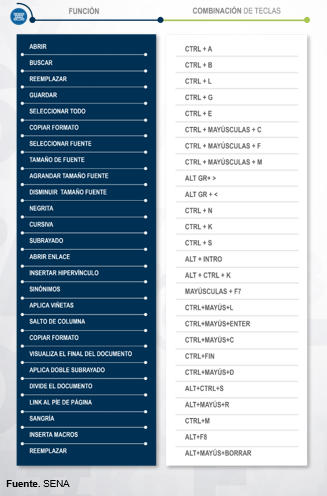 FUNCIÓN COMBINACIÓN DE TECLAS
ABRIR CTRL + A
BUSCAR CTRL + B
REEMPLAZAR CTRL + L
GUARDAR CTRL + G
SELECCIONAR TODO CTRL + E
COPIAR FORMATO CTRL + MAYÚSCULAS + C
SELECCIONAR FUENTE CTRL + MAYÚSCULAS + F
TAMAÑO DE FUENTE CTRL + MAYÚSCULAS + M
AGRANDAR TAMAÑO FUENTE ALT GR+ >
DISMINUIR TAMAÑO FUENTE ALT GR + <
NEGRITA CTRL + N
CURSIVA CTRL + K
SUBRAYADO CTRL + S
ABRIR ENLACE ALT + INTRO
INSERTAR HIPERVÍNCULO ALT + CTRL + K
SINÓNIMOS MAYÚSCULAS + F7
APLICA VIÑETAS CTRL+MAYÚS+L
SALTO DE COLUMNA CTRL+MAYÚS+ENTER
COPIAR FORMATO CTRL+MAYÚS+C
VISUALIZA EL FINAL DEL DOCUMENTO CTRL+FIN
APLICA DOBLE SUBRAYADO CTRL+MAYÚS+D
DIVIDE EL DOCUMENTO ALT+CTRL+S
LINK AL PÍE DE PÁGINA ALT+MAYÚS+R
SANGRÍA CTRL+M
INSERTA MACROS ALT+F8
REEMPLAZAR ALT+MAYÚS+BORRAR
Fuente. SENA